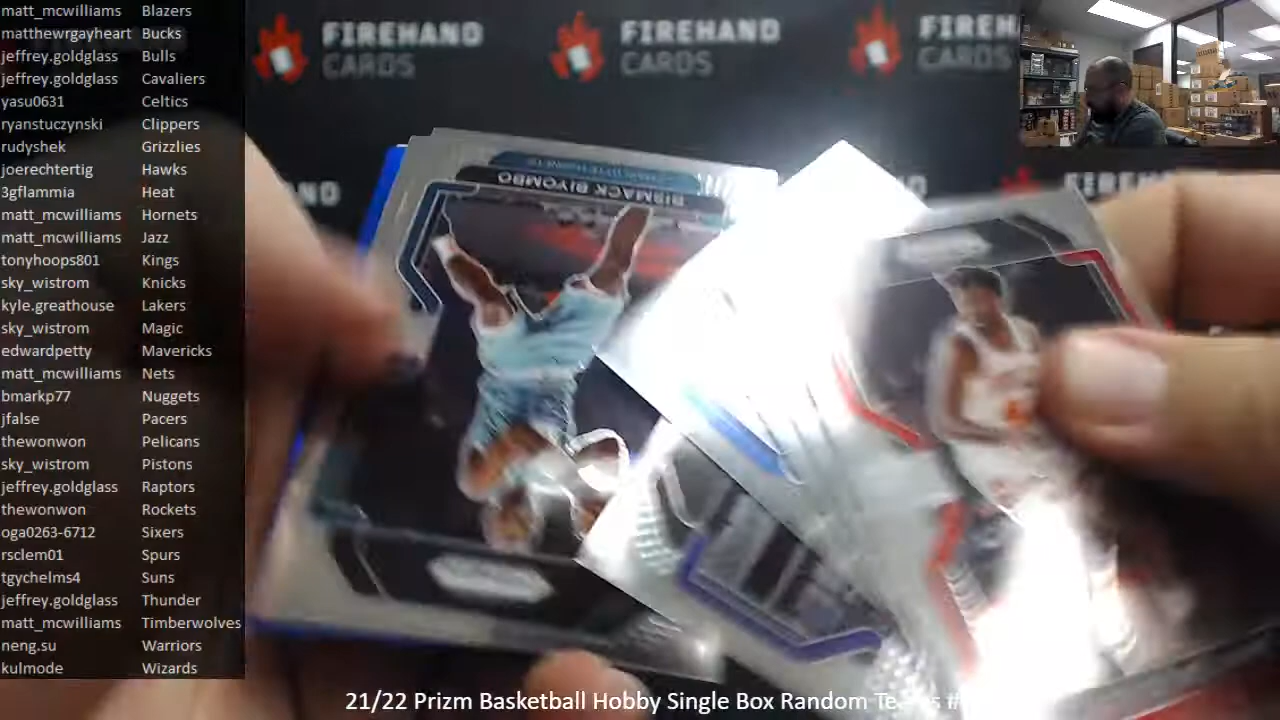 matt_mcwilliams Blazers
matthewrgayheart Bucks
jeffrey.goldglass Bulls
jeffrey.goldglass Cavaliers
yasu0631 Celtics
ryanstuczynski Clippers
rudyshek Grizzlies
joerechtertig Hawks
3gflammia Heat
matt_mcwilliams Hornets
matt_mcwilliams Jazz
tonyhoops801 Kings
sky_wistrom Knicks
kyle.greathouse Lakers
sky_wistrom Magic
edwardpetty Mavericks
matt_mcwilliams Nets
bmarkp77 Nuggets
jfalse Pacers
thewonwon Pelicans
sky_wistrom Pistons
jeffrey.goldglass Raptors
thewonwon Rockets
oga0263-6712 Sixers
rsclem01 Spurs
tgychelms4 Suns
jeffrey.goldglass Thunder
matt_mcwilliams Timberwolves
neng.su Warriors
kulmode Wizards
FIREHAND
CARDS
FIREHAND
CARDS
FIREH
CARDS
BISMACK BIYOMBO
21/22 Prizm Basketball Hobby Single Box Random Te